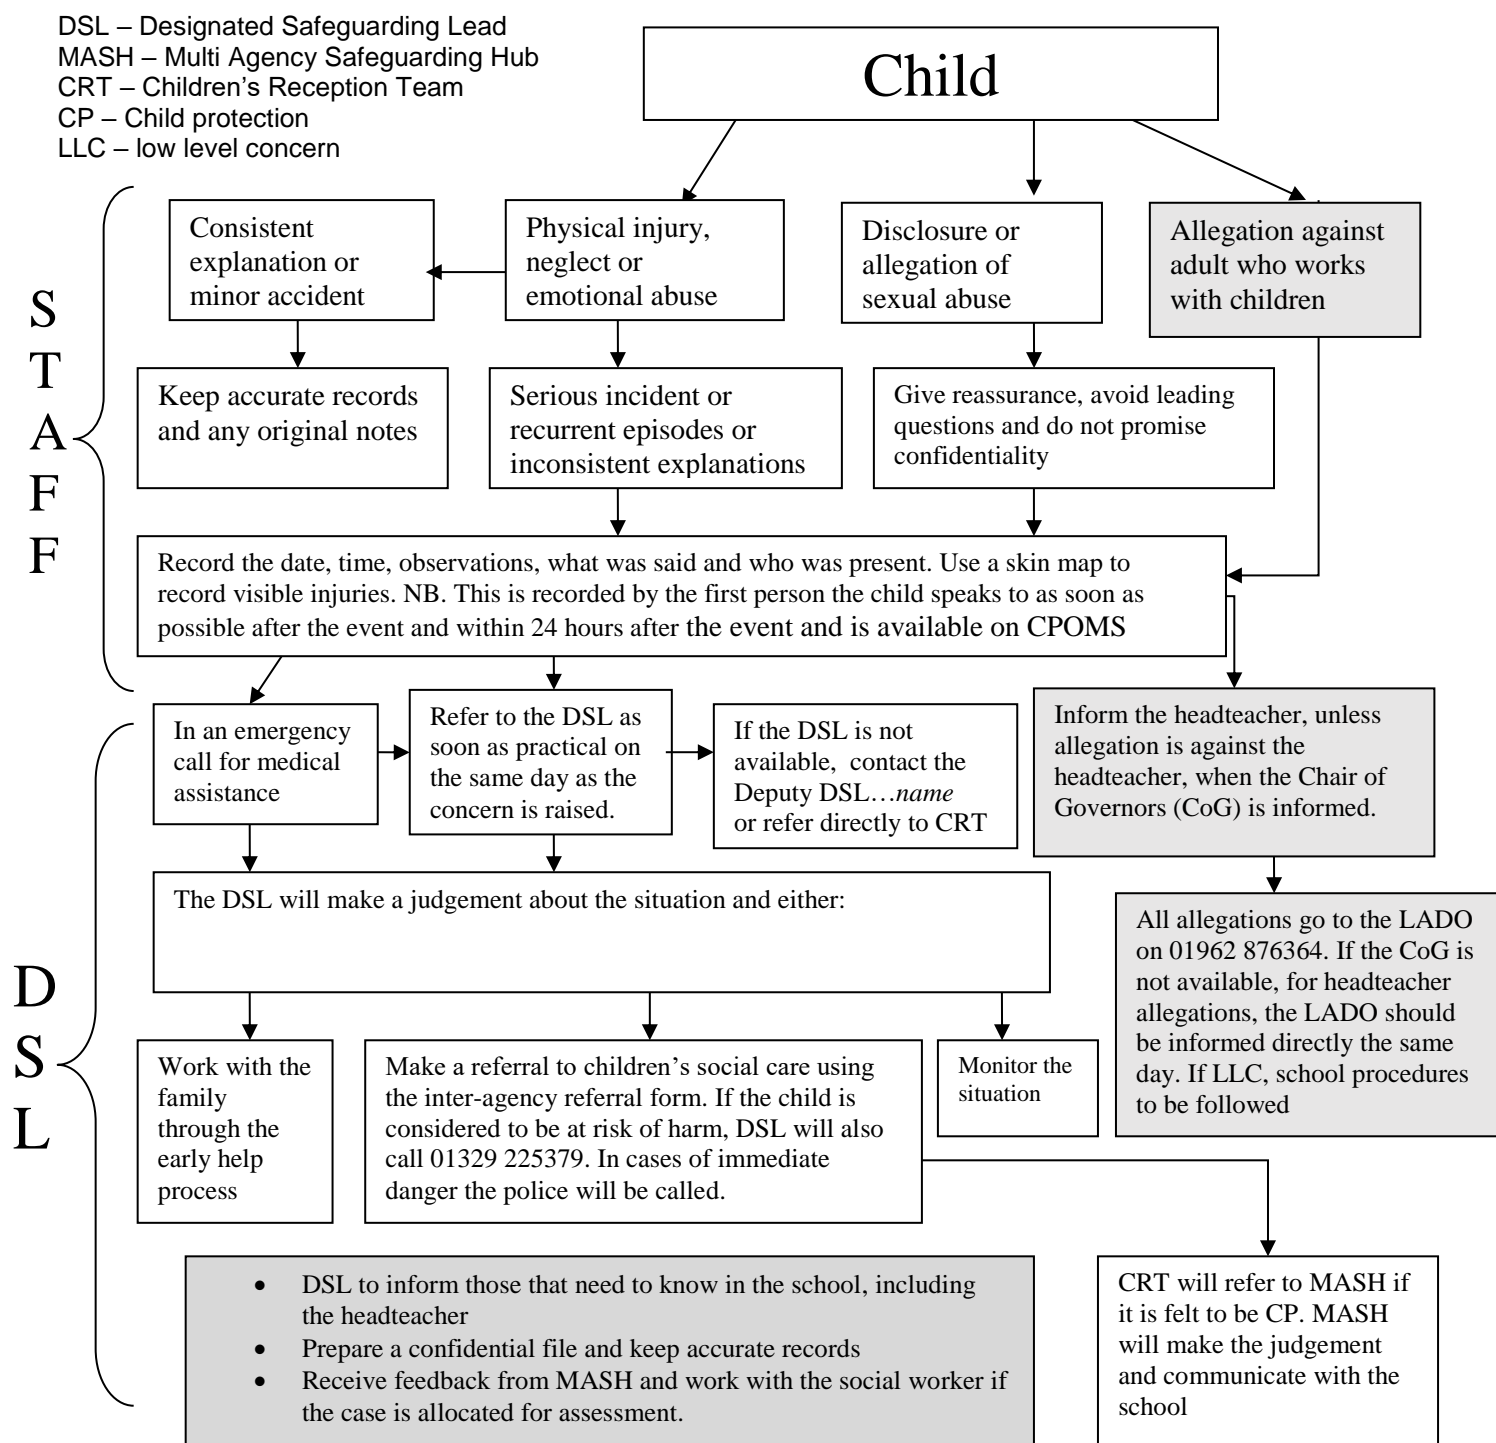 DSL – Designated Safeguarding Lead
MASH – Multi Agency Safeguarding Hub
CRT – Children's Reception Team
CP – Child protection
LLC – low level concern
Child
S
T
A
F
F
Consistent
explanation or
minor accident
Physical injury,
neglect or
emotional abuse
Disclosure or
allegation of
sexual abuse
Allegation against
adult who works
with children
Keep accurate records
and any original notes
Serious incident or
recurrent episodes or
inconsistent explanations
Give reassurance, avoid leading
questions and do not promise
confidentiality
Record the date, time, observations, what was said and who was present. Use a skin map to
record visible injuries. NB. This is recorded by the first person the child speaks to as soon as
possible after the event and within 24 hours after the event and is available on CPOMS
D
S
L
In an emergency
call for medical
assistance
Refer to the DSL as
soon as practical on
the same day as the
concern is raised.
If the DSL is not
available,  contact the
Deputy DSL…name
or refer directly to CRT
Inform the headteacher, unless
allegation is against the
headteacher, when the Chair of
Governors (CoG) is informed.
The DSL will make a judgement about the situation and either:
All allegations go to the LADO
on 01962 876364. If the CoG is
not available, for headteacher
allegations, the LADO should
be informed directly the same
day. If LLC, school procedures
to be followed
Work with the
family
through the
early help
process
Make a referral to children's social care using
the inter-agency referral form. If the child is
considered to be at risk of harm, DSL will also
call 01329 225379. In cases of immediate
danger the police will be called.
Monitor the
situation
• DSL to inform those that need to know in the school, including
the headteacher
• Prepare a confidential file and keep accurate records
• Receive feedback from MASH and work with the social worker if
the case is allocated for assessment.
CRT will refer to MASH if
it is felt to be CP. MASH
will make the judgement
and communicate with the
school